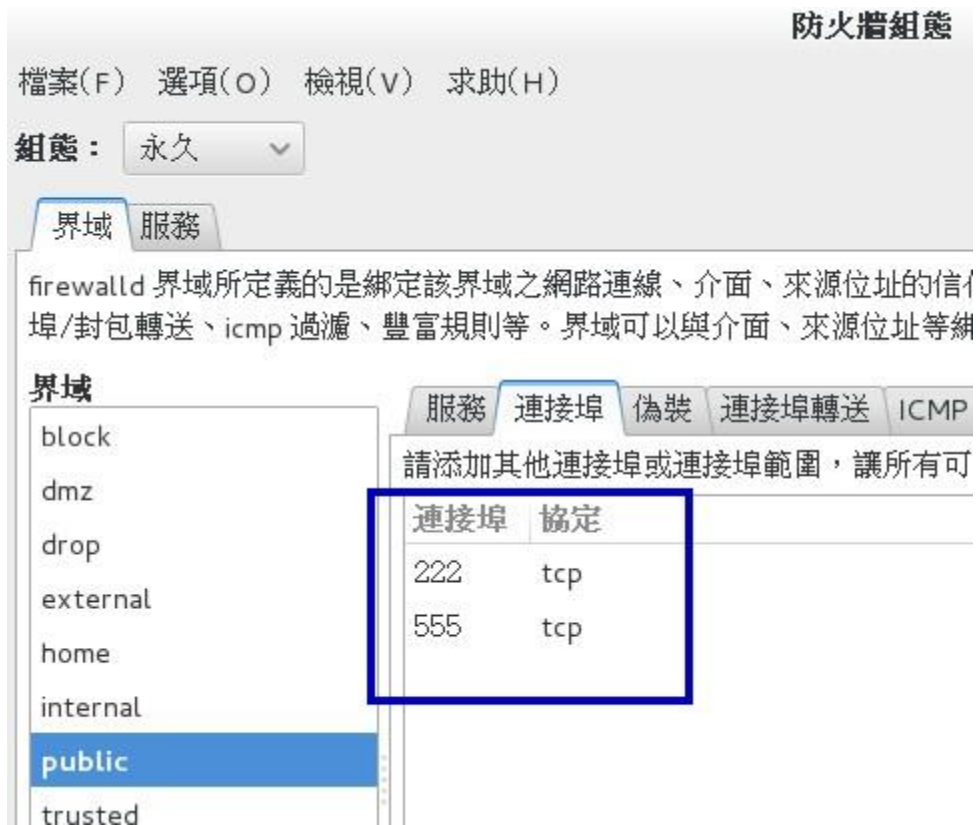 防火牆組態
檔案(F) 選項(O) 檢視(V) 求助(H)
組態： 永久
界域 服務
firewalld 界域所定義的是綁定該界域之網路連線、介面、來源位址的信
埠/封包轉送、icmp 過濾、豐富規則等。界域可以與介面、來源位址等綁
界域
block
dmz
drop
external
home
internal
public
trusted
服務 連接埠 偽裝 連接埠轉送 ICMP
請添加其他連接埠或連接埠範圍，讓所有可
連接埠 協定
222 tcp
555 tcp